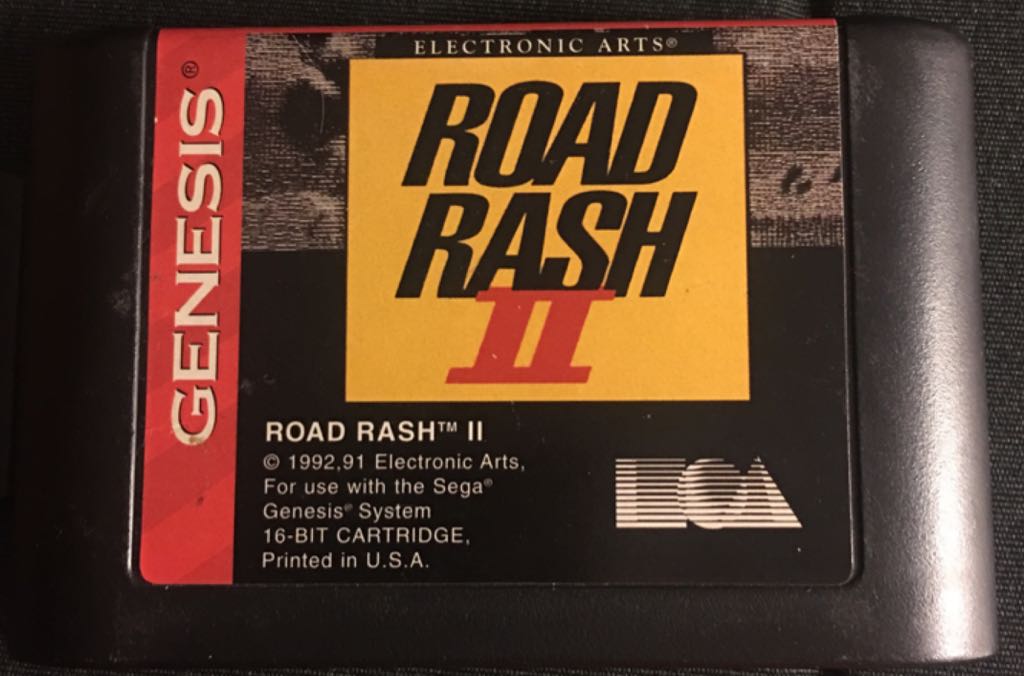 GENESIS®
ELECTRONIC ARTS®
ROAD
RASH
II
ROAD RASH™ II
© 1992,91 Electronic Arts,
For use with the Sega®
Genesis® System
16-BIT CARTRIDGE,
Printed in U.S.A.
EOA